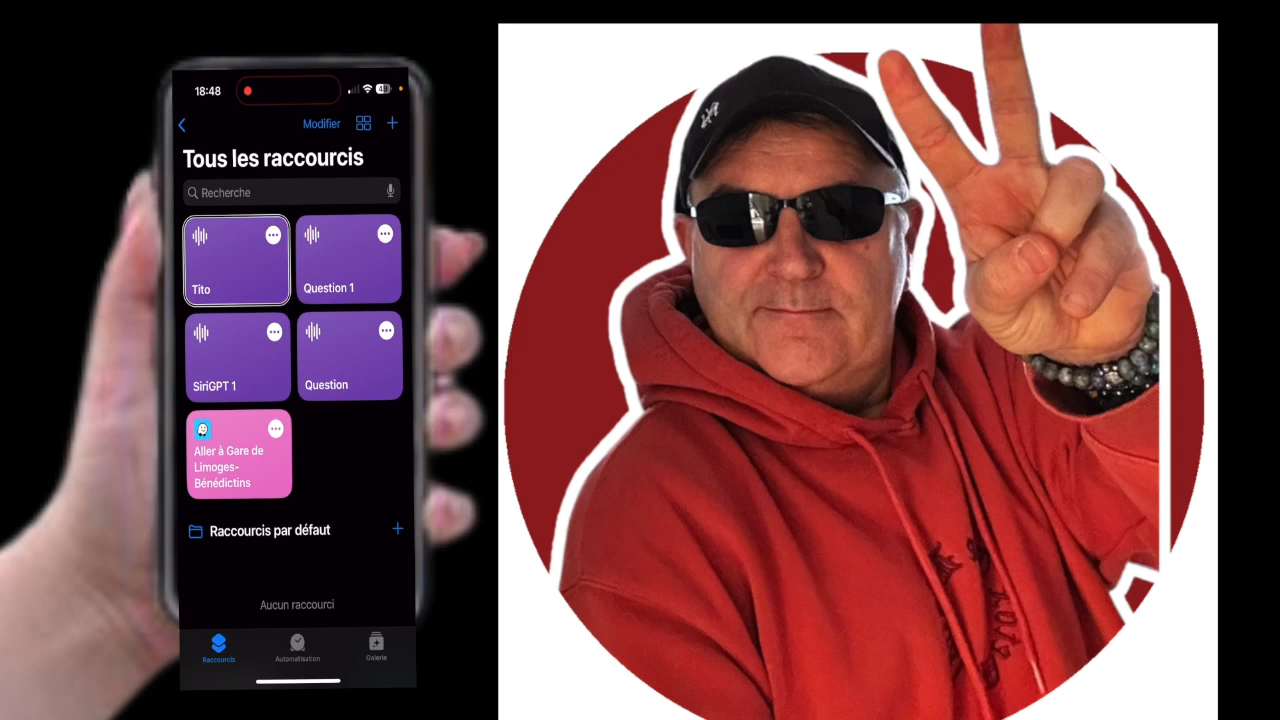 18:48
Modifier
Tous les raccourcis
Recherche
Tito
Question 1
SiriGPT 1
Question
Aller à Gare de
Limoges-
Bénédictins
Raccourcis par défaut
Aucun raccourci
Raccourcis
Automatisation
Galerie